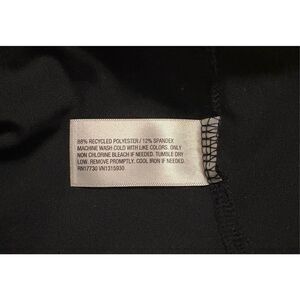 88% RECYCLED POLYESTER / 12% SPANDEX
MACHINE WASH COLD WITH LIKE COLORS. ONLY
NON CHLORINE BLEACH IF NEEDED. TUMBLE DRY
LOW. REMOVE PROMPTLY. COOL IRON IF NEEDED.
RN17730 VN1315930